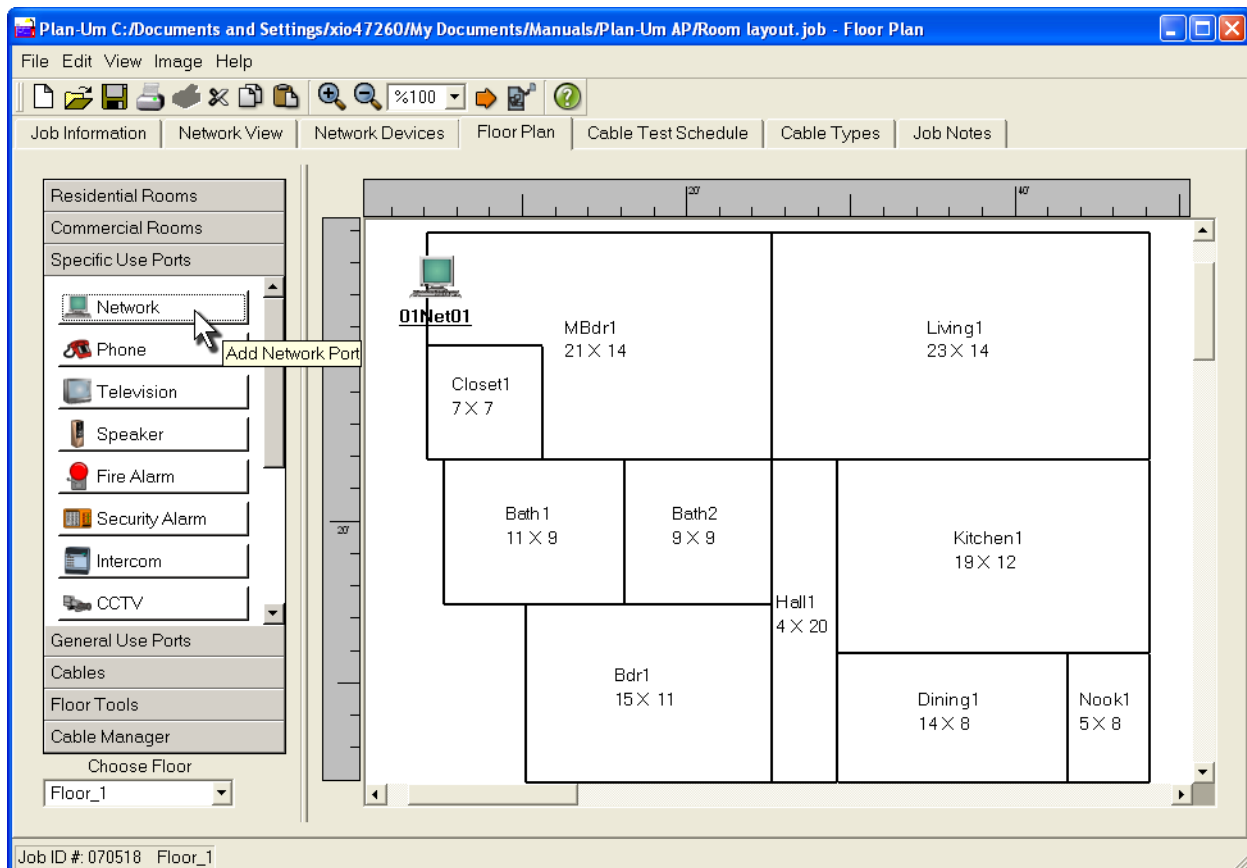 Plan-Um C:/Documents and Settings/xio47260/My Documents/Manuals/Plan-Um AP/Room layout.job - Floor Plan
File Edit View Image Help
%100
Job Information Network View Network Devices Floor Plan Cable Test Schedule Cable Types Job Notes
Residential Rooms
Commercial Rooms
Specific Use Ports
Network
Phone
Add Network Port
Television
Speaker
Fire Alarm
Security Alarm
Intercom
CCTV
General Use Ports
Cables
Floor Tools
Cable Manager
Choose Floor
Floor_1
20' 40'
20'
01Net01
MBdr1
21 X 14
Living1
23 X 14
Closet1
7 X 7
Bath1
11 X 9
Bath2
9 X 9
Kitchen1
19 X 12
Hall1
4 X 20
Bdr1
15 X 11
Dining1
14 X 8
Nook1
5 X 8
Job ID #: 070518 Floor_1